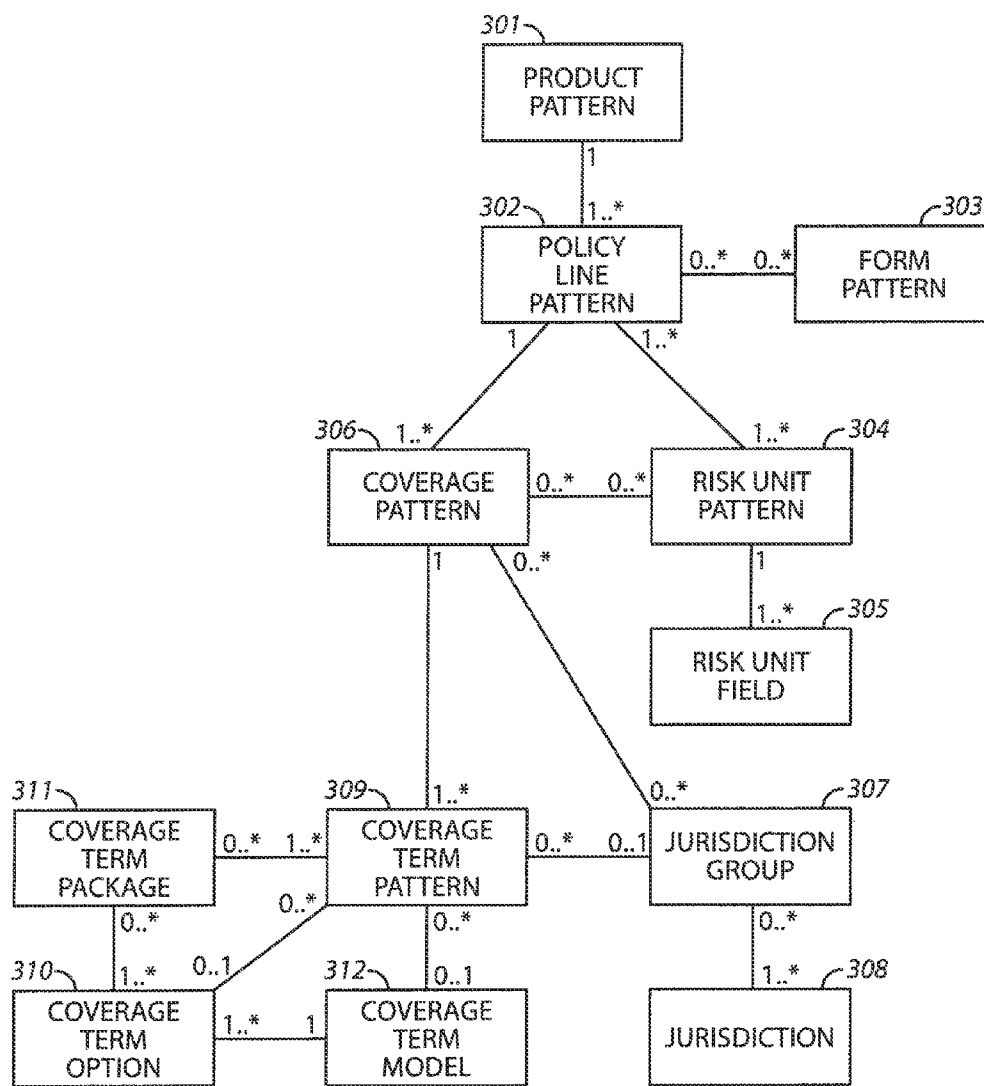 301
PRODUCT
PATTERN
1
302
1..*
303
POLICY
LINE
PATTERN
0..*
0..*
FORM
PATTERN
1
1..*
306
1..*
1..*
304
COVERAGE
PATTERN
0..*
0..*
RISK UNIT
PATTERN
1
0..*
1
1..*
305
RISK UNIT
FIELD
311
309
1..*
0..*
307
COVERAGE
TERM
PACKAGE
0..*
1..*
COVERAGE
TERM
PATTERN
0..*
0..1
JURISDICTION
GROUP
0..*
0..*
0..*
0..*
310
1..*
0..1
312
0..1
1..*
308
COVERAGE
TERM
OPTION
1..*
1
COVERAGE
TERM
MODEL
JURISDICTION